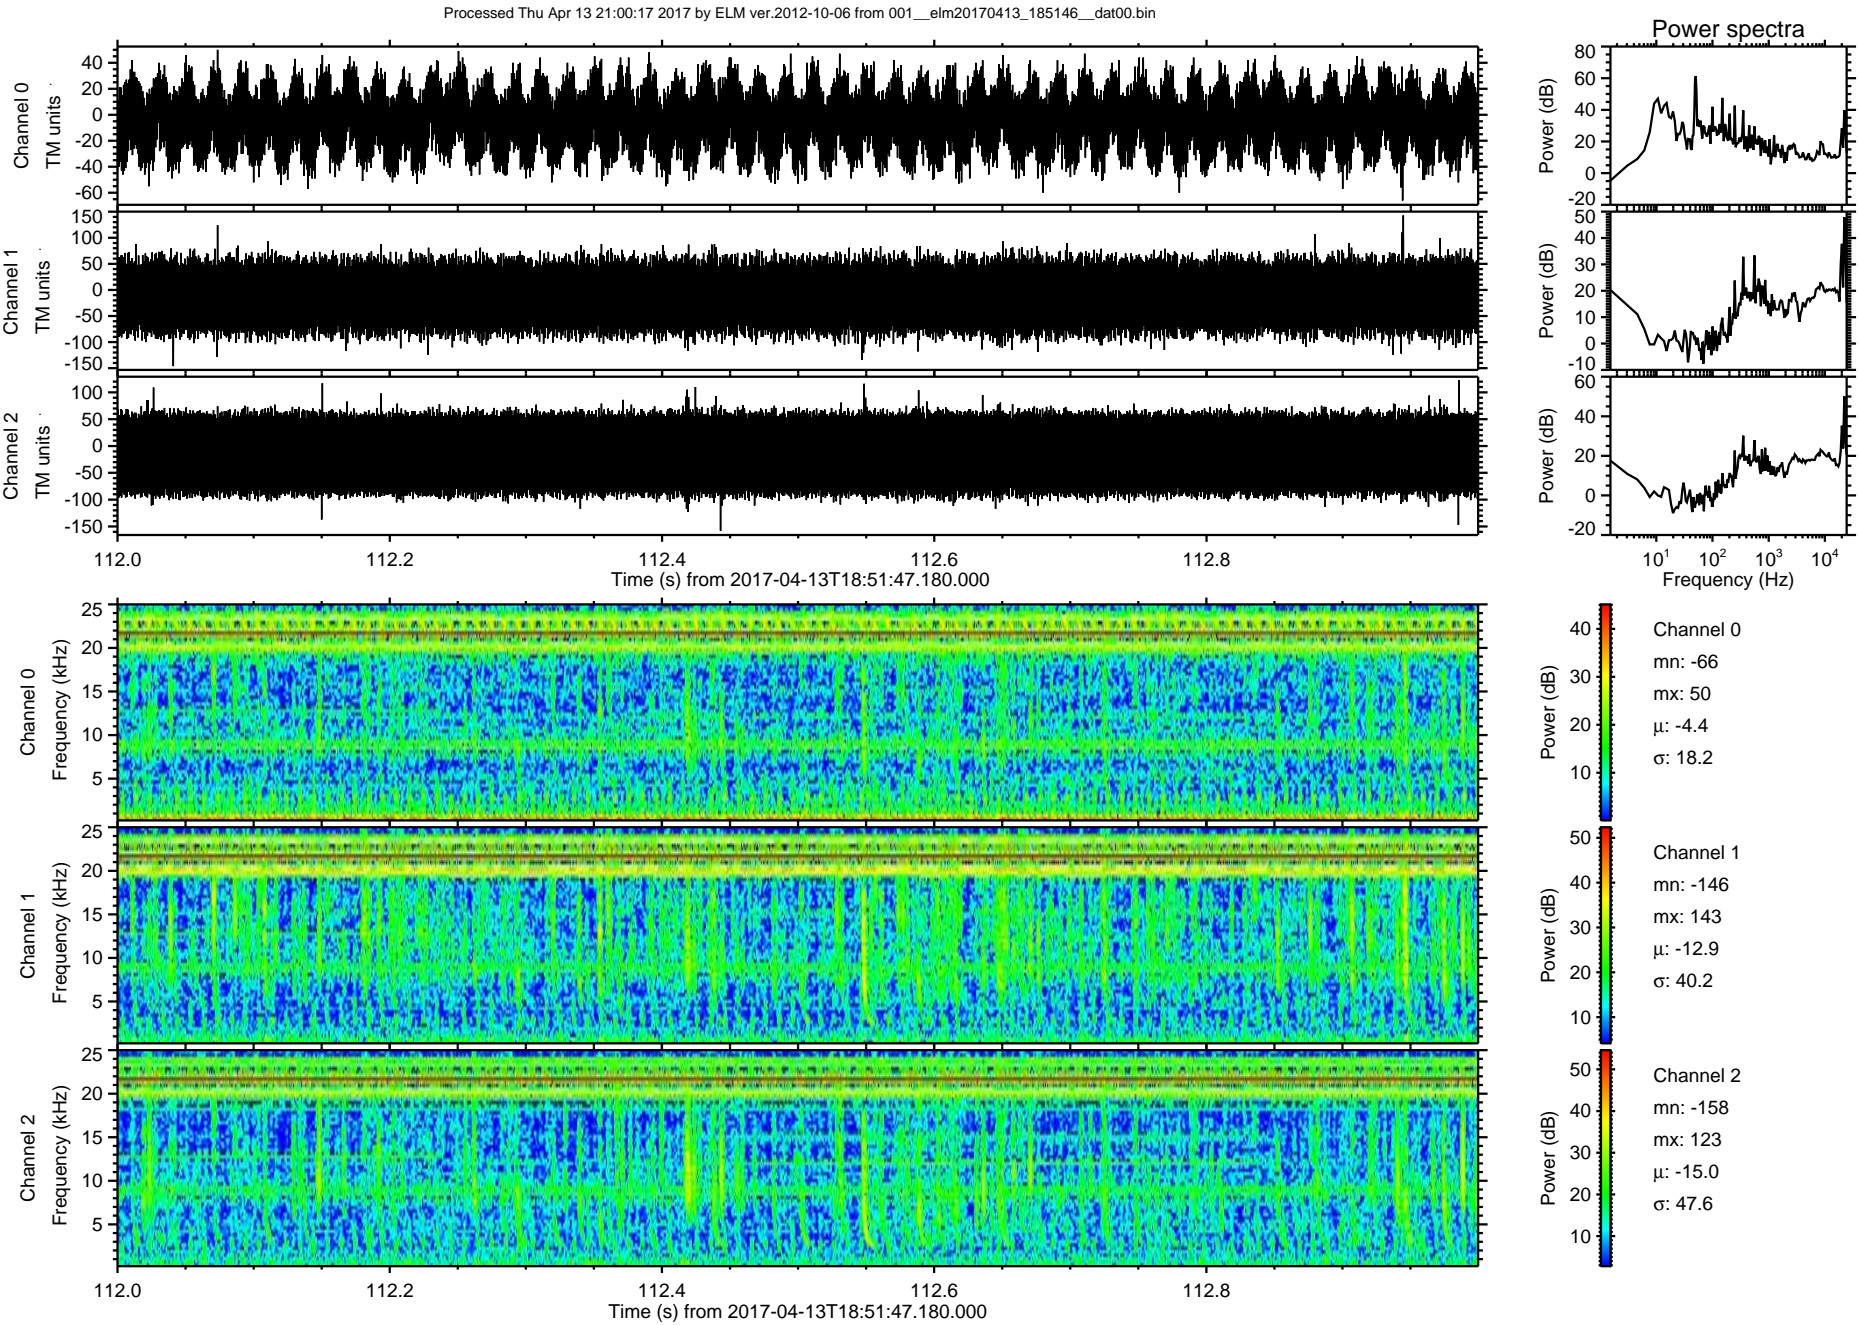 Processed Thu Apr 13 21:00:17 2017 by ELM ver.2012-10-06 from 001__elm20170413_185146__dat00.bin
Power spectra
Channel 0
TM units
40
20
0
-20
-40
-60
Power (dB)
80
60
40
20
0
-20
Channel 1
TM units
150
100
50
0
-50
-100
-150
Power (dB)
50
40
30
20
10
0
-10
Channel 2
TM units
100
50
0
-50
-100
-150
Power (dB)
60
40
20
0
-20
112.0 112.2 112.4 112.6 112.8
Time (s) from 2017-04-13T18:51:47.180.000
10^1 10^2 10^3 10^4
Frequency (Hz)
Channel 0
Frequency (kHz)
25
20
15
10
5
Power (dB)
40
30
20
10
Channel 0
mn: -66
mx: 50
μ: -4.4
σ: 18.2
Channel 1
Frequency (kHz)
25
20
15
10
5
Power (dB)
50
40
30
20
10
Channel 1
mn: -146
mx: 143
μ: -12.9
σ: 40.2
Channel 2
Frequency (kHz)
25
20
15
10
5
Power (dB)
50
40
30
20
10
Channel 2
mn: -158
mx: 123
μ: -15.0
σ: 47.6
112.0 112.2 112.4 112.6 112.8
Time (s) from 2017-04-13T18:51:47.180.000